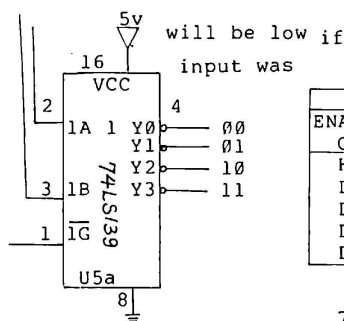 5v
will be low if
input was
16
VCC
2
4
1A 1 Y0 00
Y1 01
Y2 10
3 1B Y3 11
74LS139
1 1G
U5a
8
ENA